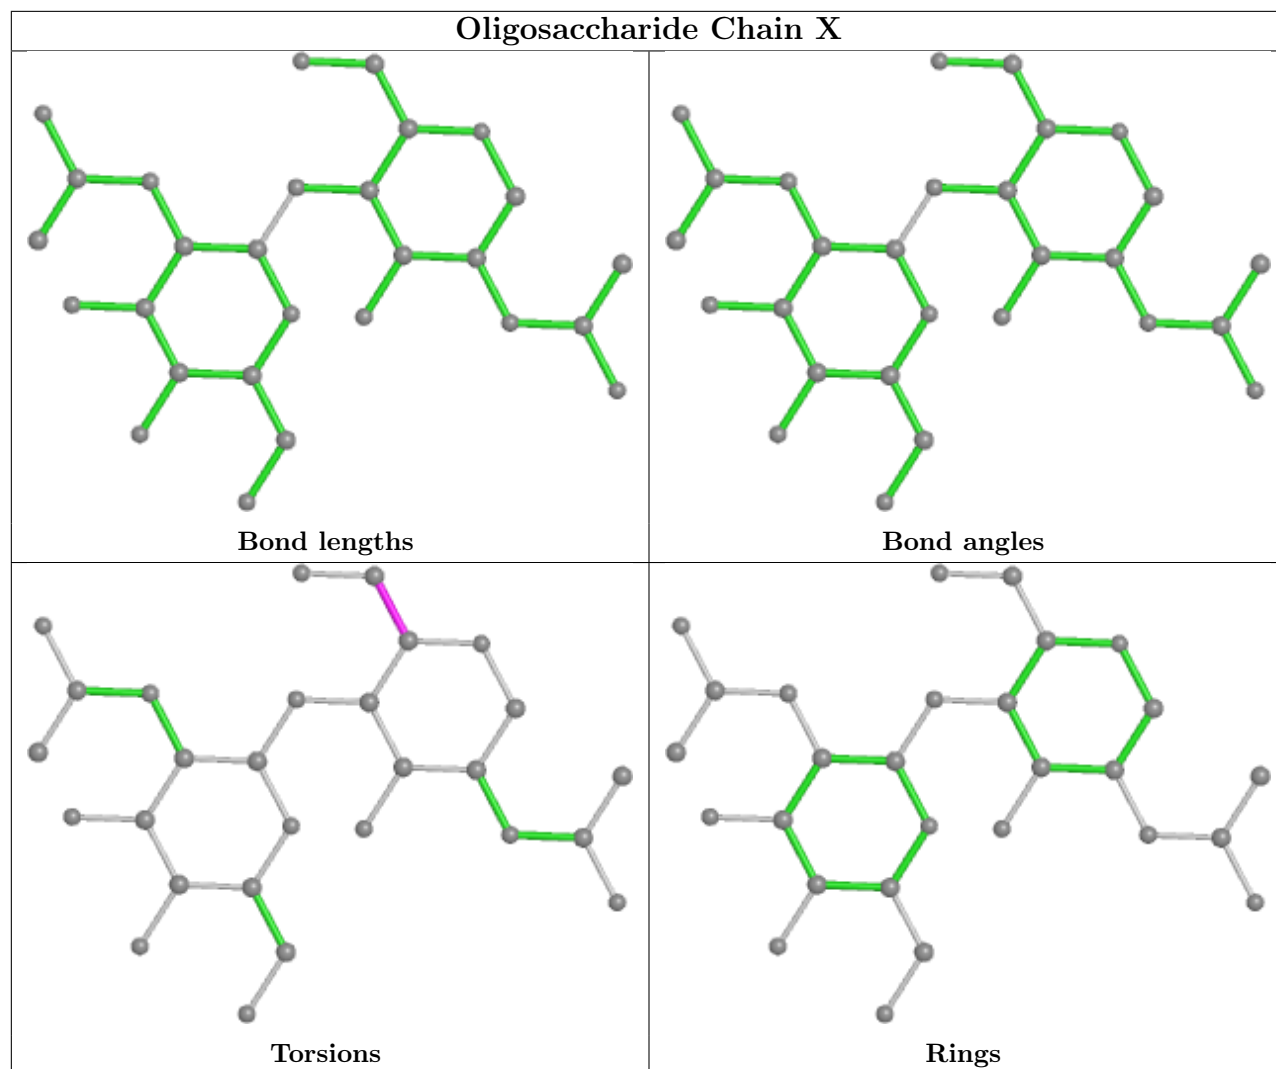 Oligosaccharide Chain X
Bond lengths
Bond angles
Torsions
Rings